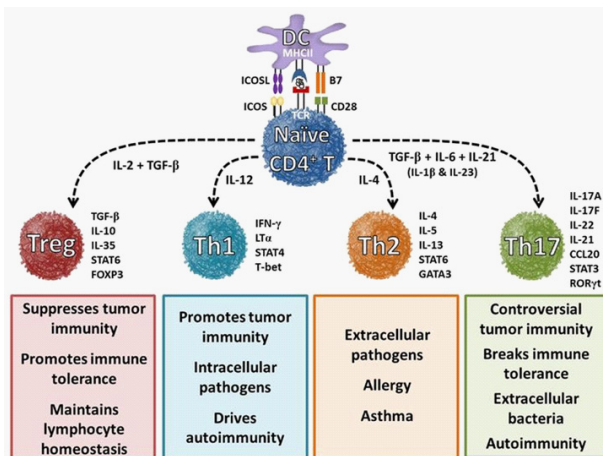 DC
MHCII
ICOSL
B7
ICOS
CD28
TCR
Naïve
CD4⁺ T
IL-2 + TGF-β
IL-12
IL-4
TGF-β + IL-6 + IL-21
(IL-1β & IL-23)
Treg
TGF-β
IL-10
IL-35
STAT6
FOXP3
Th1
IFN-γ
LTα
STAT4
T-bet
Th2
IL-4
IL-5
IL-13
STAT6
GATA3
Th17
IL-17A
IL-17F
IL-22
IL-21
CCL20
STAT3
RORγt
Suppresses tumor
immunity
Promotes immune
tolerance
Maintains
lymphocyte
homeostasis
Promotes tumor
immunity
Intracellular
pathogens
Drives
autoimmunity
Extracellular
pathogens
Allergy
Asthma
Controversial
tumor immunity
Breaks immune
tolerance
Extracellular
bacteria
Autoimmunity